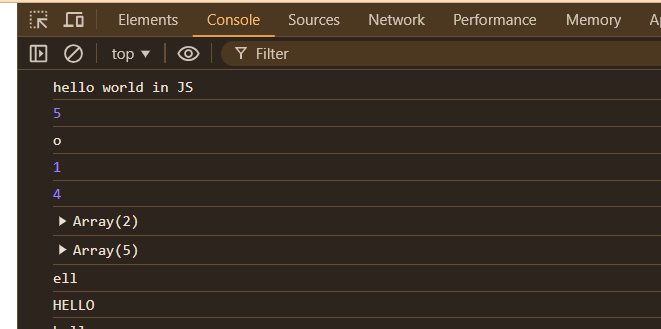 Elements Console Sources Network Performance Memory
top Filter
hello world in JS
5
o
1
4
Array(2)
Array(5)
ell
HELLO